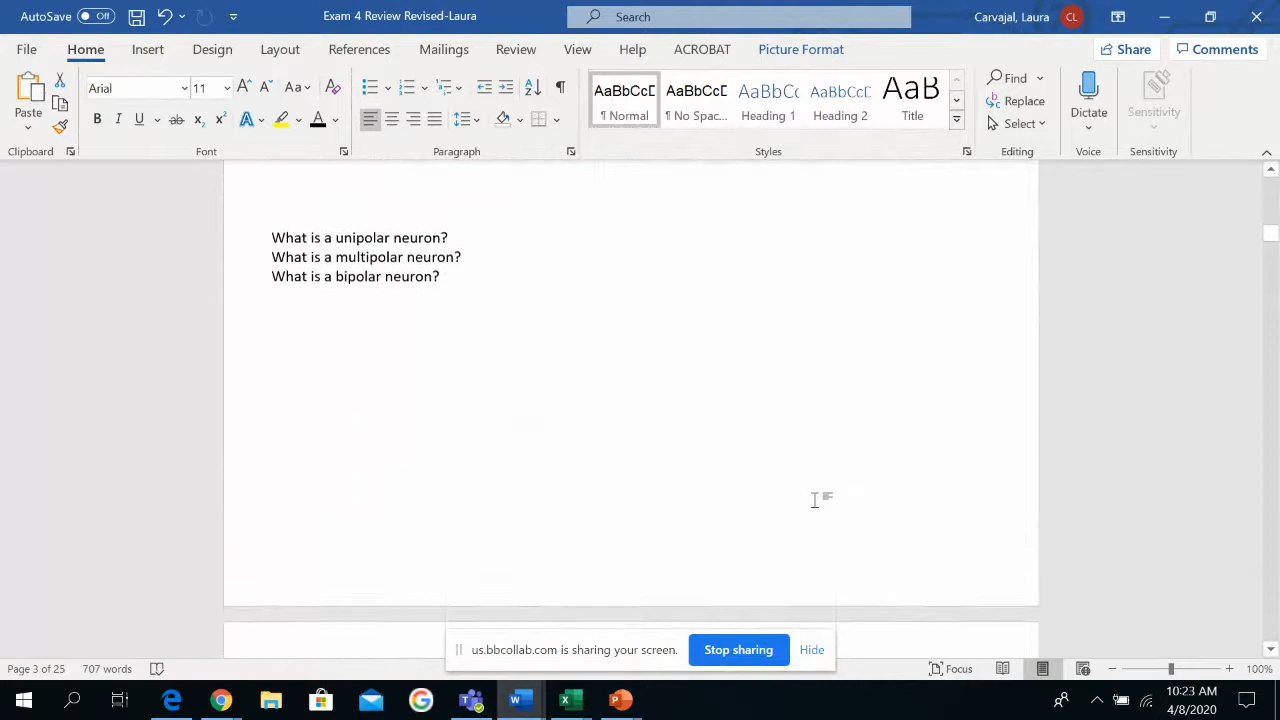 AutoSave Off Exam 4 Review Revised-Laura Search Carvajal, Laura CL
File Home Insert Design Layout References Mailings Review View Help ACROBAT Picture Format Share Comments
Paste Arial 11 Aa AaBbCcD AaBbCcD AaBbCc AaBbCcD AaB Find
Replace
Select
Dictate Sensitivity
¶ Normal ¶ No Spac... Heading 1 Heading 2 Title
Clipboard Font Paragraph Styles Editing Voice Sensitivity
What is a unipolar neuron?
What is a multipolar neuron?
What is a bipolar neuron?
us.bbcollab.com is sharing your screen. Stop sharing Hide
Page 3 of 25 707 words Focus 100%
10:23 AM
4/8/2020